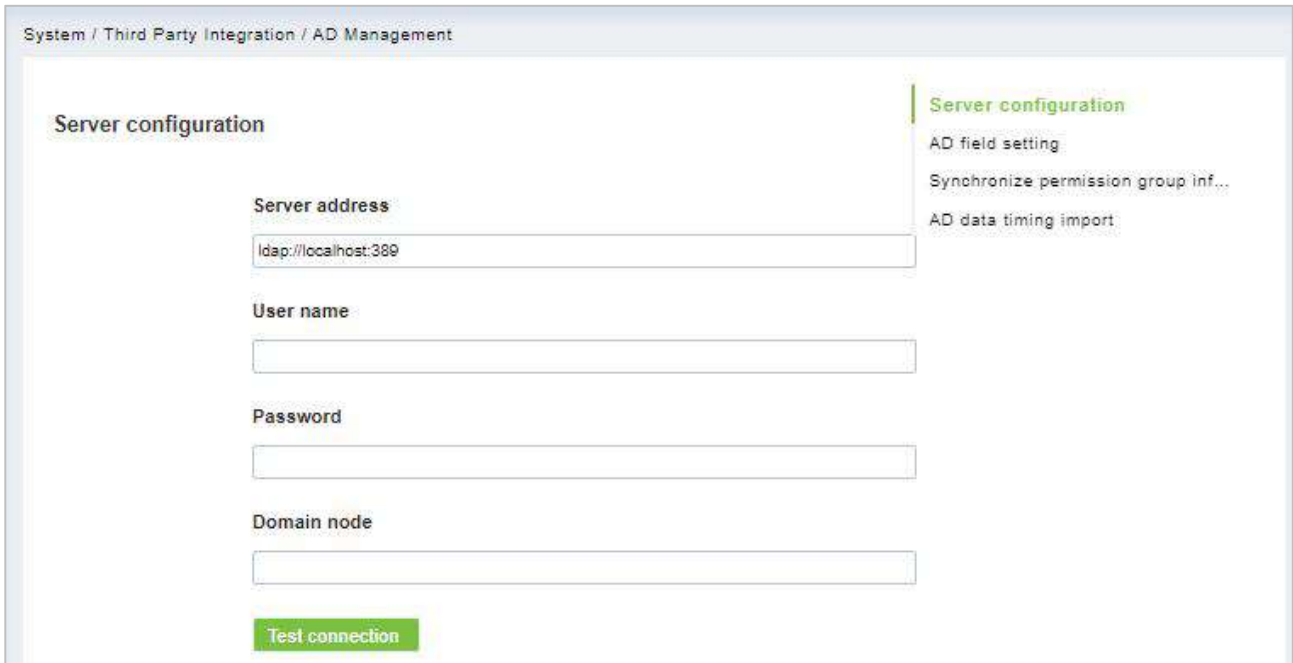 System / Third Party Integration / AD Management
Server configuration
Server address
ldap://localhost:389
User name
Password
Domain node
Test connection
Server configuration
AD field setting
Synchronize permission group inf...
AD data timing import